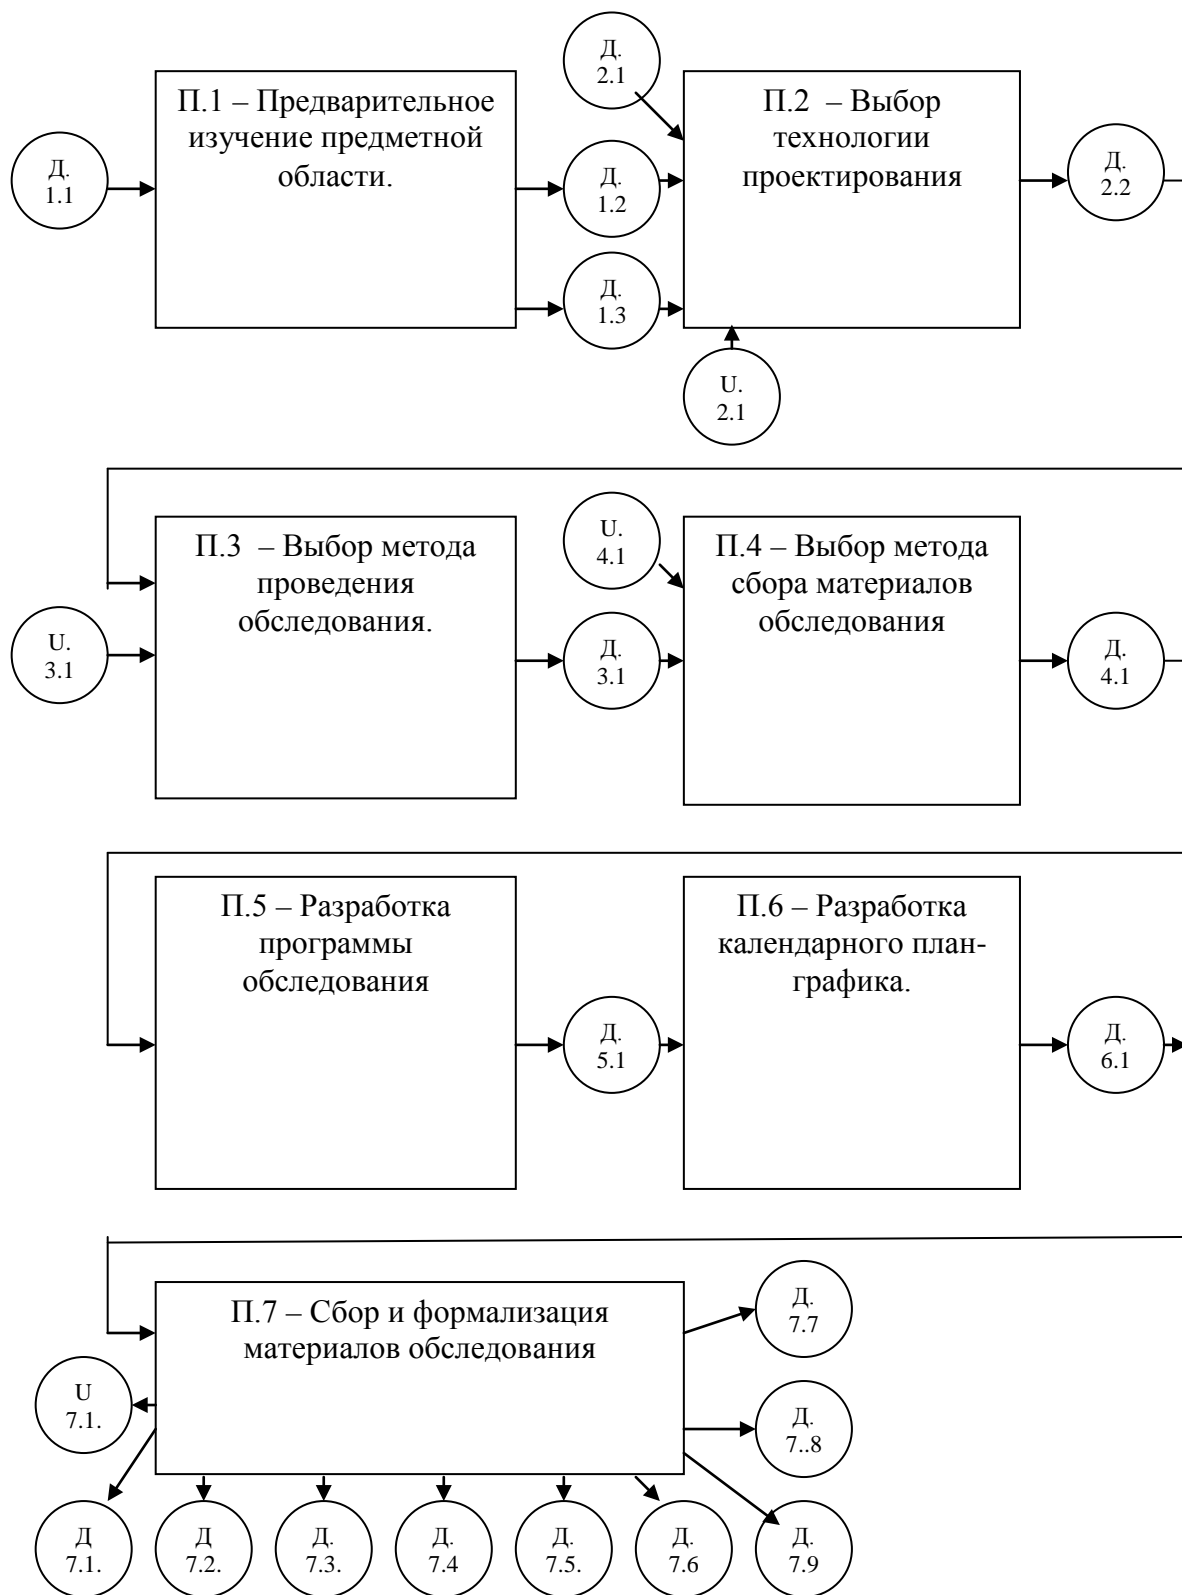 Д.
2.1
П.1 – Предварительное
изучение предметной
области.
П.2  – Выбор
технологии
проектирования
Д.
1.1
Д.
1.2
Д.
2.2
Д.
1.3
U.
2.1
П.3  – Выбор метода
проведения
обследования.
U.
4.1
П.4 – Выбор метода
сбора материалов
обследования
U.
3.1
Д.
3.1
Д.
4.1
П.5 – Разработка
программы
обследования
П.6 – Разработка
календарного план-
графика.
Д.
5.1
Д.
6.1
П.7 – Сбор и формализация
материалов обследования
Д.
7.7
U
7.1.
Д.
7..8
Д
7.1.
Д
7.2.
Д.
7.3.
Д.
7.4
Д.
7.5.
Д.
7.6
Д.
7.9